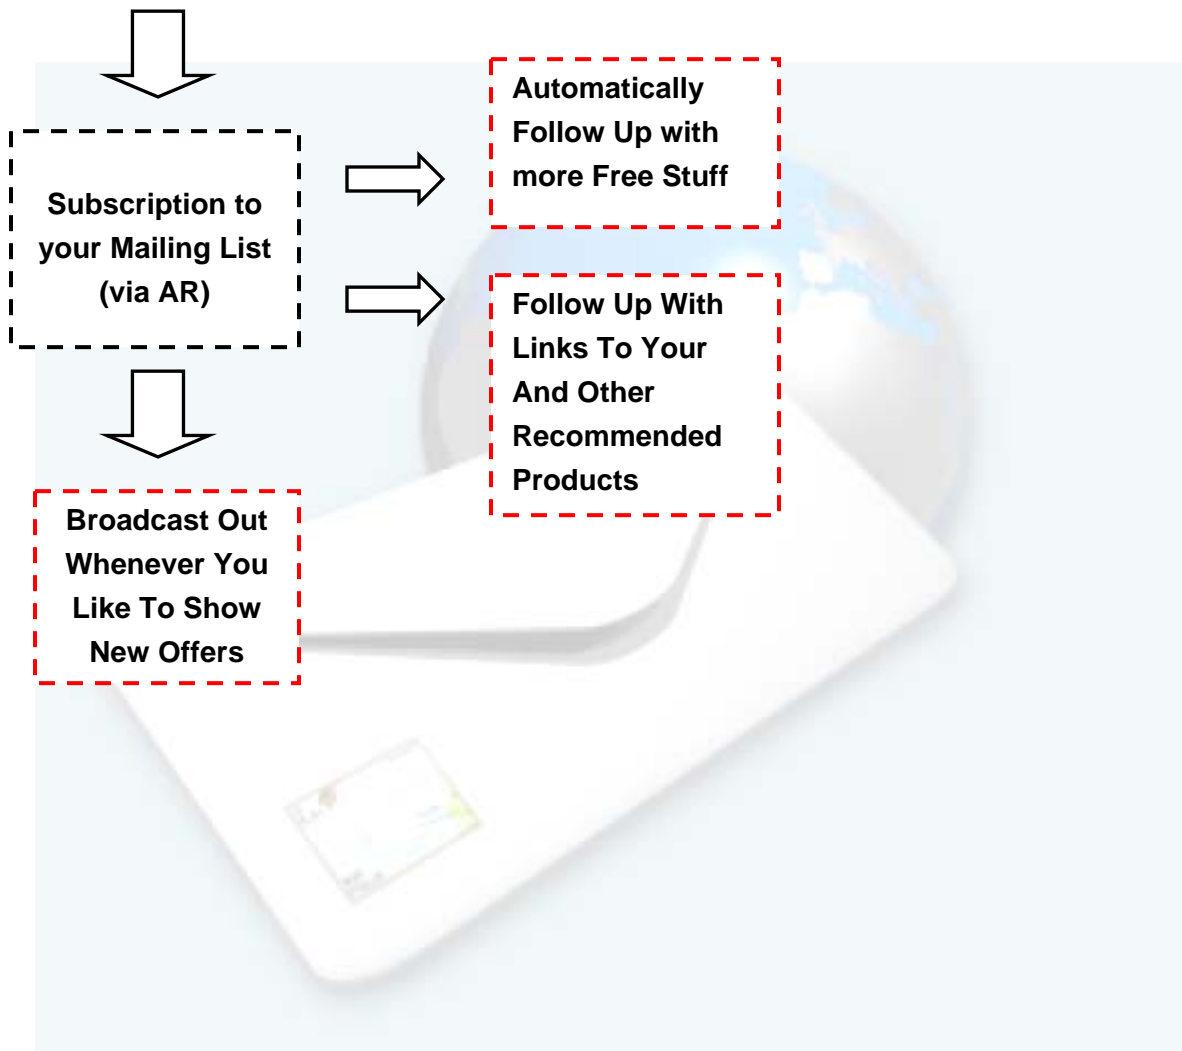 Automatically
Follow Up with
more Free Stuff
Subscription to
your Mailing List
(via AR)
Follow Up With
Links To Your
And Other
Recommended
Products
Broadcast Out
Whenever You
Like To Show
New Offers